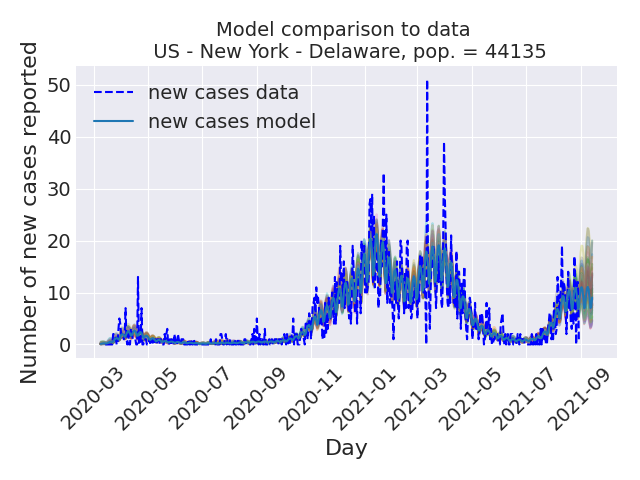 Model comparison to data
US - New York - Delaware, pop. = 44135
Number of new cases reported
50
40
30
20
10
0
new cases data
new cases model
2020-03
2020-05
2020-07
2020-09
2020-11
2021-01
2021-03
2021-05
2021-07
2021-09
Day